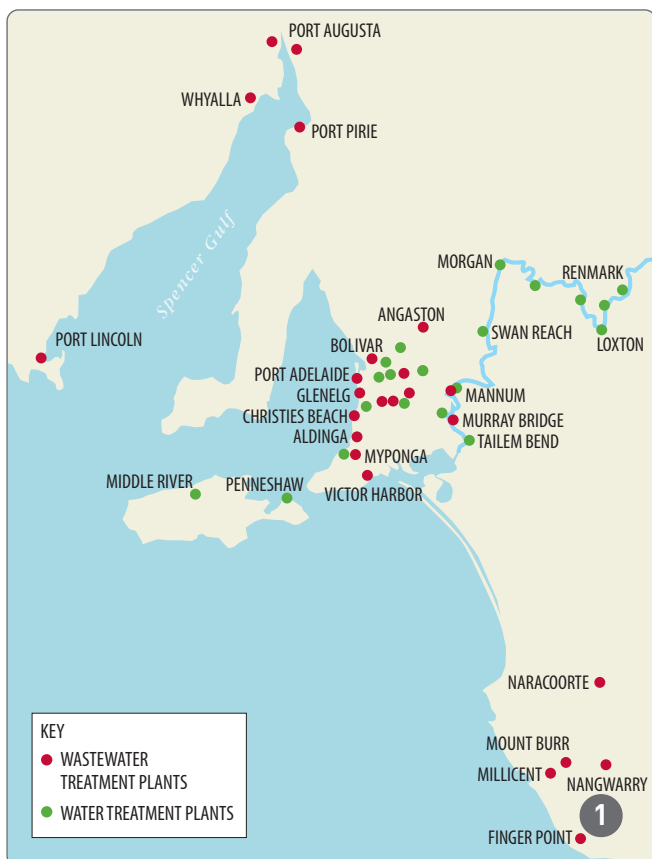 PORT AUGUSTA
WHYALLA
PORT PIRIE
Spencer Gulf
MORGAN
RENMARK
ANGASTON
SWAN REACH
LOXTON
PORT LINCOLN
BOLIVAR
PORT ADELAIDE
GLENELG
MANNUM
CHRISTIES BEACH
MURRAY BRIDGE
ALDINGA
TAILEM BEND
MYPONGA
MIDDLE RIVER
PENNESHAW
VICTOR HARBOR
NARACOORTE
KEY
WASTEWATER
TREATMENT PLANTS
WATER TREATMENT PLANTS
MOUNT BURR
MILLICENT
NANGWARRY
1
FINGER POINT